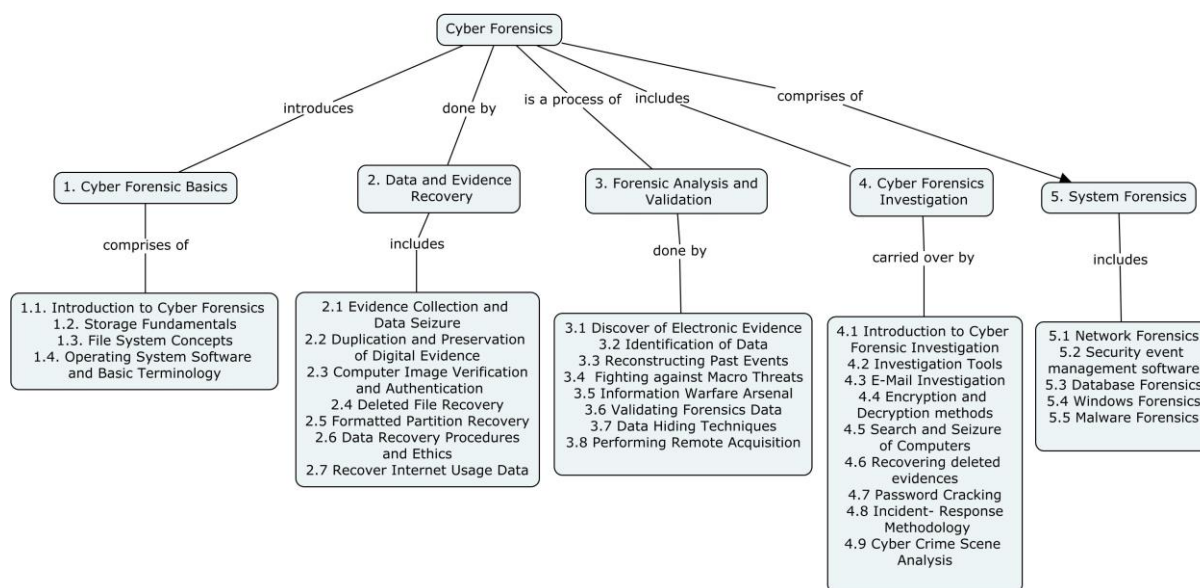 Cyber Forensics
introduces
done by
is a process of
includes
comprises of
1. Cyber Forensic Basics
2. Data and Evidence
Recovery
3. Forensic Analysis and
Validation
4. Cyber Forensics
Investigation
5. System Forensics
comprises of
includes
done by
carried over by
includes
1.1. Introduction to Cyber Forensics
1.2. Storage Fundamentals
1.3. File System Concepts
1.4. Operating System Software
and Basic Terminology
2.1 Evidence Collection and
Data Seizure
2.2 Duplication and Preservation
of Digital Evidence
2.3 Computer Image Verification
and Authentication
2.4 Deleted File Recovery
2.5 Formatted Partition Recovery
2.6 Data Recovery Procedures
and Ethics
2.7 Recover Internet Usage Data
3.1 Discover of Electronic Evidence
3.2 Identification of Data
3.3 Reconstructing Past Events
3.4 Fighting against Macro Threats
3.5 Information Warfare Arsenal
3.6 Validating Forensics Data
3.7 Data Hiding Techniques
3.8 Performing Remote Acquisition
4.1 Introduction to Cyber
Forensic Investigation
4.2 Investigation Tools
4.3 E-Mail Investigation
4.4 Encryption and
Decryption methods
4.5 Search and Seizure
of Computers
4.6 Recovering deleted
evidences
4.7 Password Cracking
4.8 Incident- Response
Methodology
4.9 Cyber Crime Scene
Analysis
5.1 Network Forensics
5.2 Security event
management software
5.3 Database Forensics
5.4 Windows Forensics
5.5 Malware Forensics